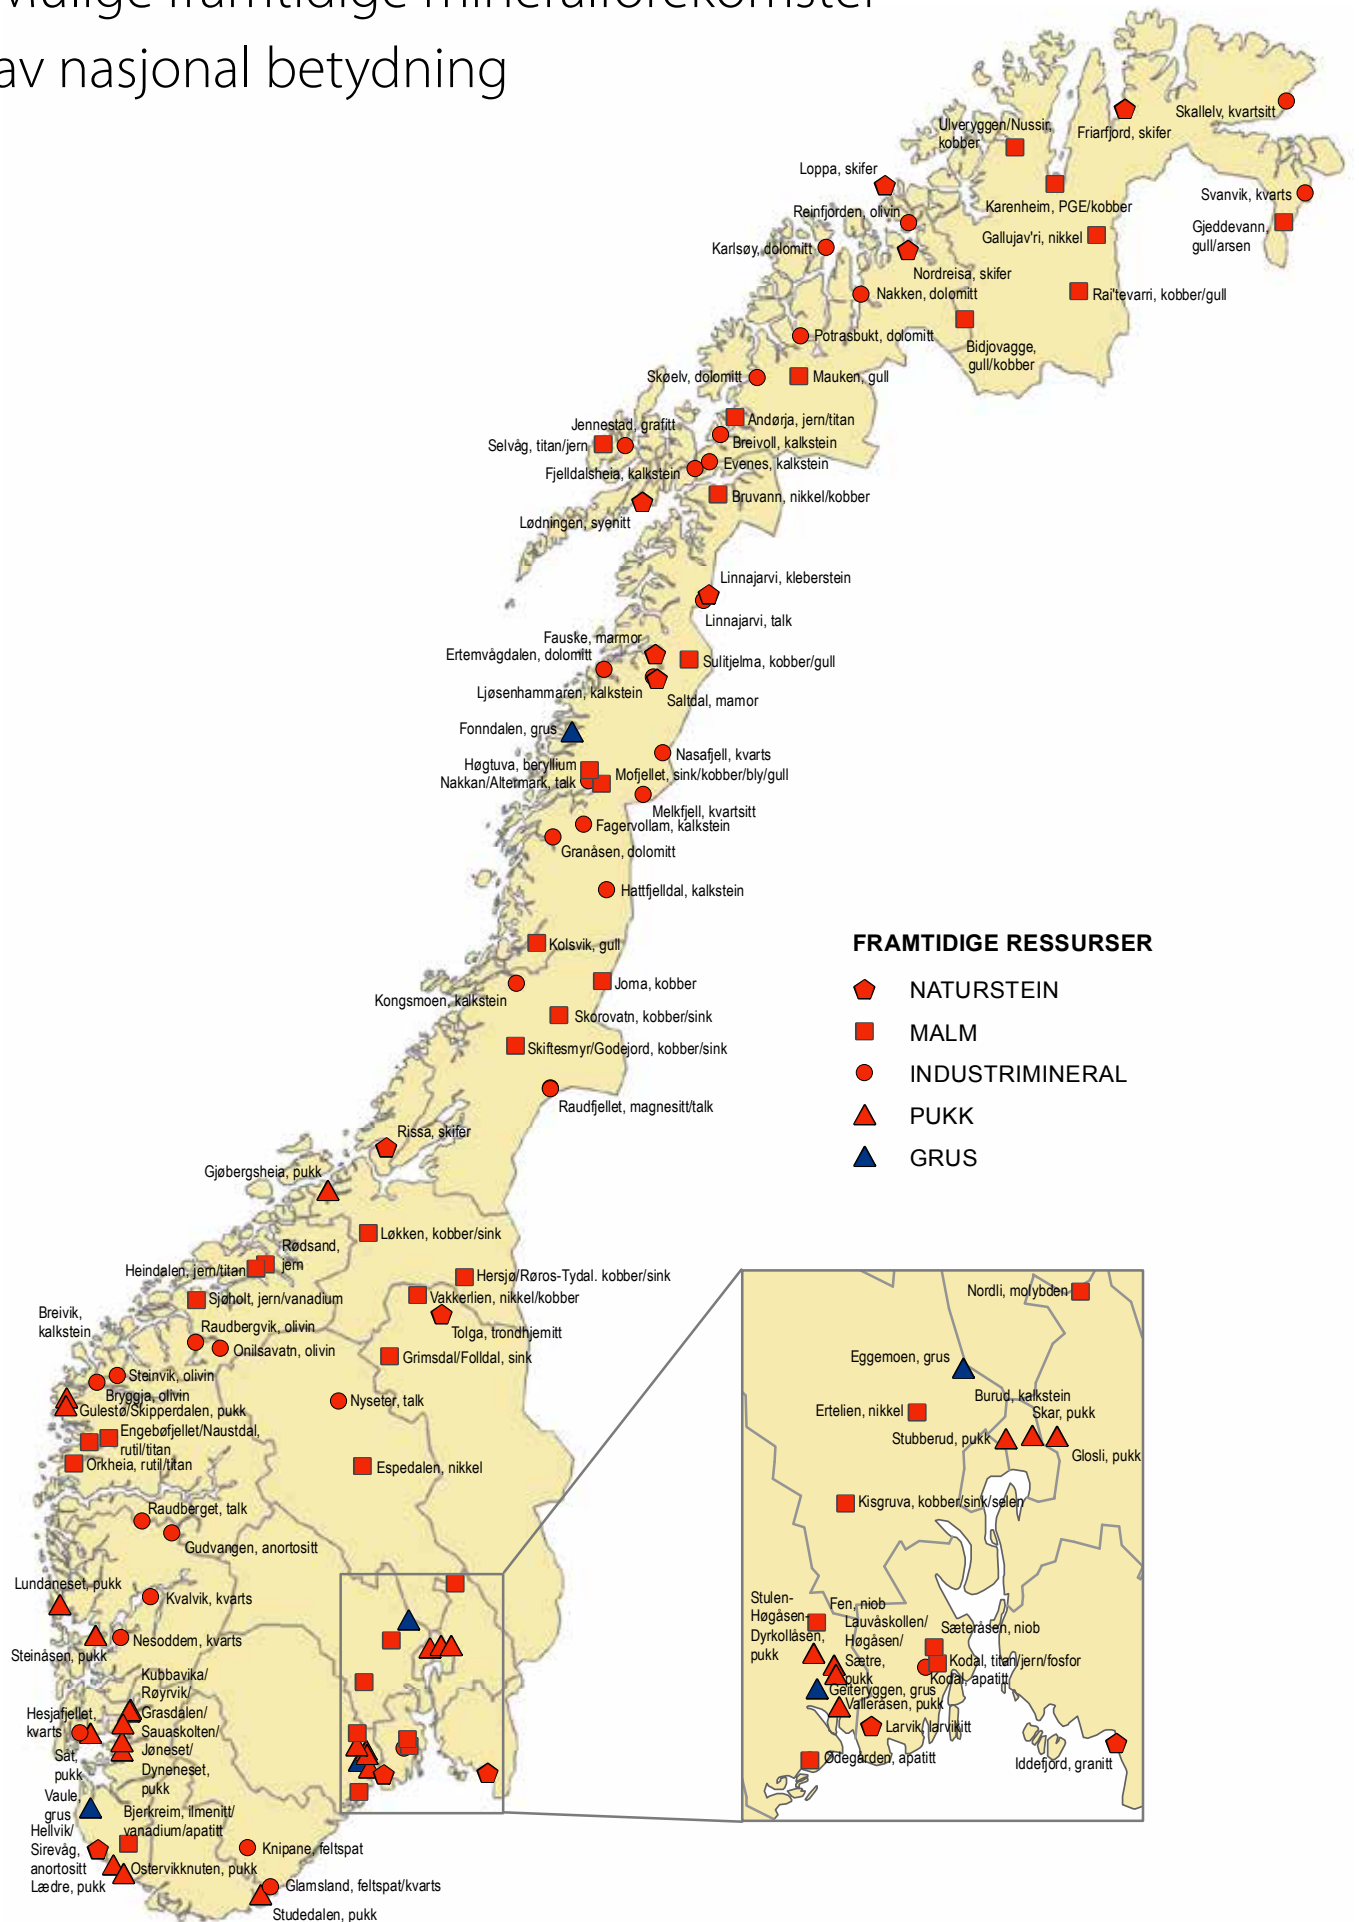 av nasjonal betydning
Skallelv, kvartsitt
Ulveryggen/Nussir,
kobber
Friarfjord, skifer
Loppa, skifer
Svanvik, kvarts
Karenheim, PGE/kobber
Reinfjorden, olivin
Gjeddevann,
gull/arsen
Gallujav'ri, nikkel
Karlsøy, dolomitt
Nordreisa, skifer
Nakken, dolomitt
Rai'tevarri, kobber/gull
Potrasbukt, dolomitt
Bidjovagge,
gull/kobber
Skøelv, dolomitt
Mauken, gull
Andørja, jern/titan
Jennestad, grafitt
Selvåg, titan/jern
Breivoll, kalkstein
Evenes, kalkstein
Fjelldalsheia, kalkstein
Bruvann, nikkel/kobber
Lødningen, syenitt
Linnajarvi, kleberstein
Linnajarvi, talk
Fauske, marmor
Ertemvågdalen, dolomitt
Sulitjelma, kobber/gull
Ljøsenhammaren, kalkstein
Saltdal, mamor
Fonndalen, grus
Nasafjell, kvarts
Høgtuva, beryllium
Mofjellet, sink/kobber/bly/gull
Nakkan/Altermark, talk
Melkfjell, kvartsitt
Fagervollam, kalkstein
Granåsen, dolomitt
Hattfjelldal, kalkstein
Kolsvik, gull
Joma, kobber
Kongsmoen, kalkstein
Skorovatn, kobber/sink
Skiftesmyr/Godejord, kobber/sink
Raudfjellet, magnesitt/talk
FRAMTIDIGE RESSURSER
NATURSTEIN
MALM
INDUSTRIMINERAL
PUKK
GRUS
Rissa, skifer
Gjøbergsheia, pukk
Løkken, kobber/sink
Rødsand,
jern
Heindalen, jern/titan
Hersjø/Røros-Tydal. kobber/sink
Vakkerlien, nikkel/kobber
Sjøholt, jern/vanadium
Breivik,
kalkstein
Raudbergvik, olivin
Tolga, trondhjemitt
Onilsavatn, olivin
Grimsdal/Folldal, sink
Steinvik, olivin
Bryggja, olivin
Nyseter, talk
Gulestø/Skipperdalen, pukk
Engebøfjellet/Naustdal,
rutil/titan
Orkheia, rutil/titan
Espedalen, nikkel
Raudberget, talk
Gudvangen, anortositt
Lundaneset, pukk
Kvalvik, kvarts
Nesoddem, kvarts
Steinåsen, pukk
Kubbavika/
Røyrvik/
Grasdalen/
Sauaskolten/
Jøneset/
Dyneneset,
pukk
Hesjafjellet,
kvarts
Såt,
pukk
Vaule,
grus
Bjerkreim, ilmenitt/
vanadium/apatitt
Hellvik/
Sirevåg,
anortositt
Ostervikknuten, pukk
Lædre, pukk
Knipane, feltspat
Glamsland, feltspat/kvarts
Studedalen, pukk
Nordli, molybden
Eggemoen, grus
Burud, kalkstein
Skar, pukk
Ertelien, nikkel
Stubberud, pukk
Glosli, pukk
Kisgruva, kobber/sink/selen
Stulen-
Høgåsen-
Dyrkollåsen,
pukk
Fen, niob
Lauvåskollen/
Høgåsen/
Sætre,
pukk
Sæteråsen, niob
Kodal, titan/jern/fosfor
Kodal, apatitt
Geiteryggen, grus
Valleråsen, pukk
Larvik, larvikitt
Ødegården, apatitt
Iddefjord, granitt